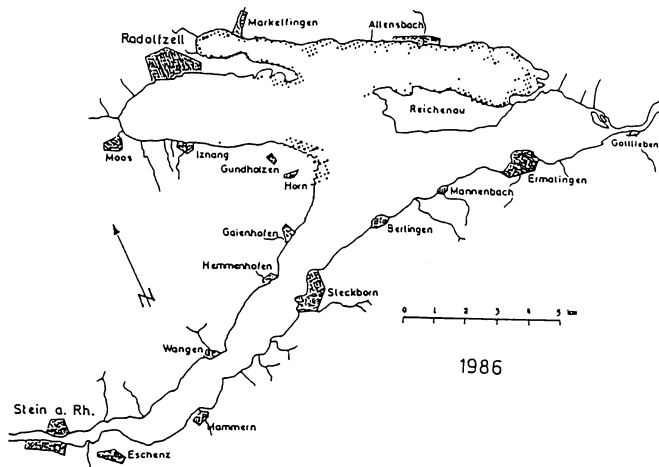 Markelfingen
Allensbach
Radolfzell
Reichenau
Gottlieben
Moos
Iznang
Gundholzen
Horn
Ermatingen
Mannenbach
Berlingen
Gaienhofen
Hemmenhofen
Steckborn
N
0 1 2 3 4 5 km
Wangen
1986
Stein a. Rh.
Mammern
Eschenz